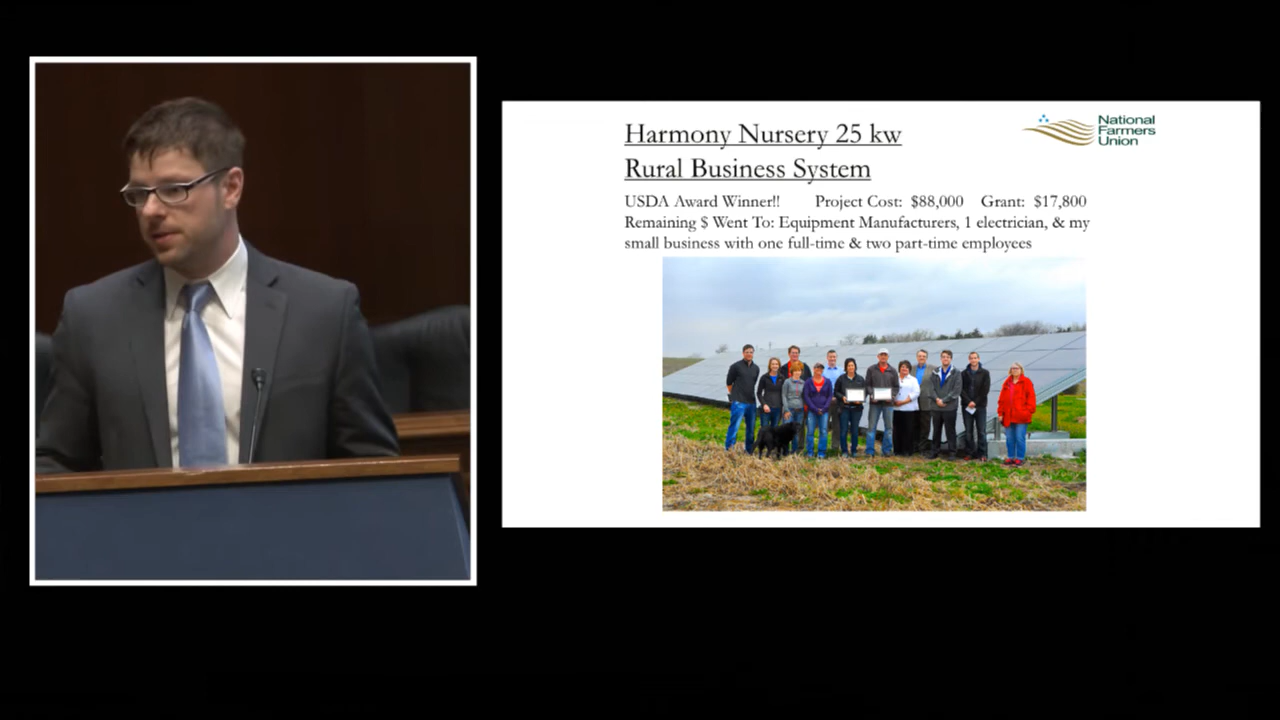 Harmony Nursery 25 kw
Rural Business System
National
Farmers
Union
USDA Award Winner!! Project Cost: $88,000 Grant: $17,800
Remaining $ Went To: Equipment Manufacturers, 1 electrician, & my
small business with one full-time & two part-time employees